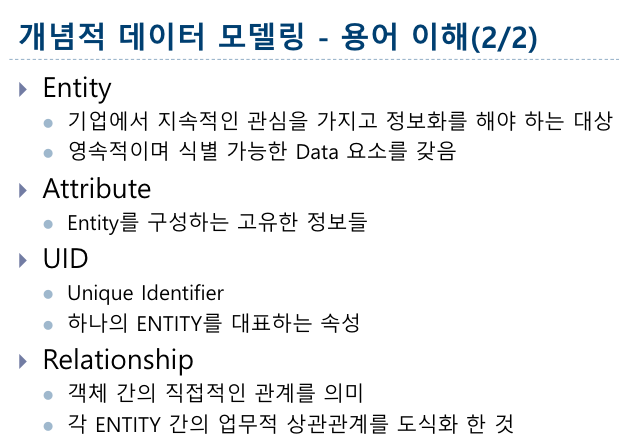 개념적 데이터 모델링 - 용어 이해(2/2)
Entity
기업에서 지속적인 관심을 가지고 정보화를 해야 하는 대상
영속적이며 식별 가능한 Data 요소를 갖음
Attribute
Entity를 구성하는 고유한 정보들
UID
Unique Identifier
하나의 ENTITY를 대표하는 속성
Relationship
객체 간의 직접적인 관계를 의미
각 ENTITY 간의 업무적 상관관계를 도식화 한 것